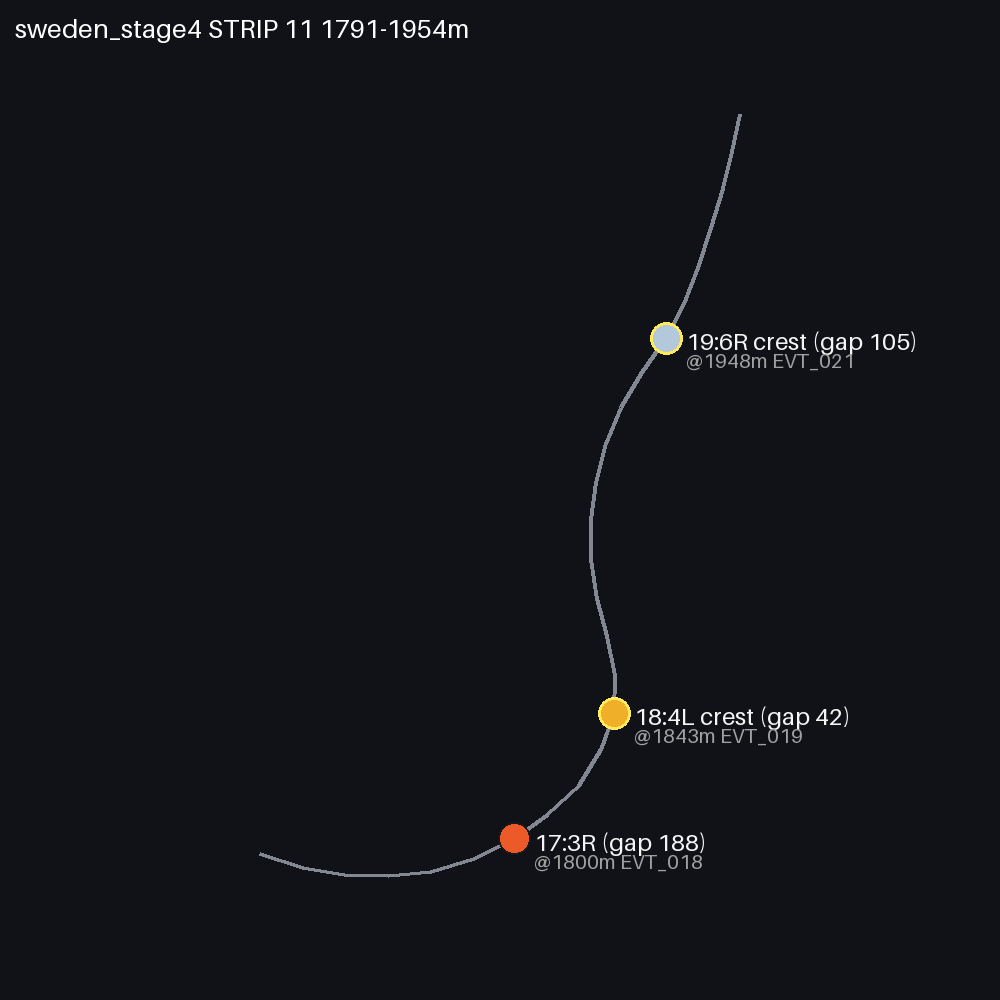 sweden_stage4 STRIP 11 1791-1954m
19:6R crest (gap 105)
@1948m EVT_021
18:4L crest (gap 42)
@1843m EVT_019
17:3R (gap 188)
@1800m EVT_018